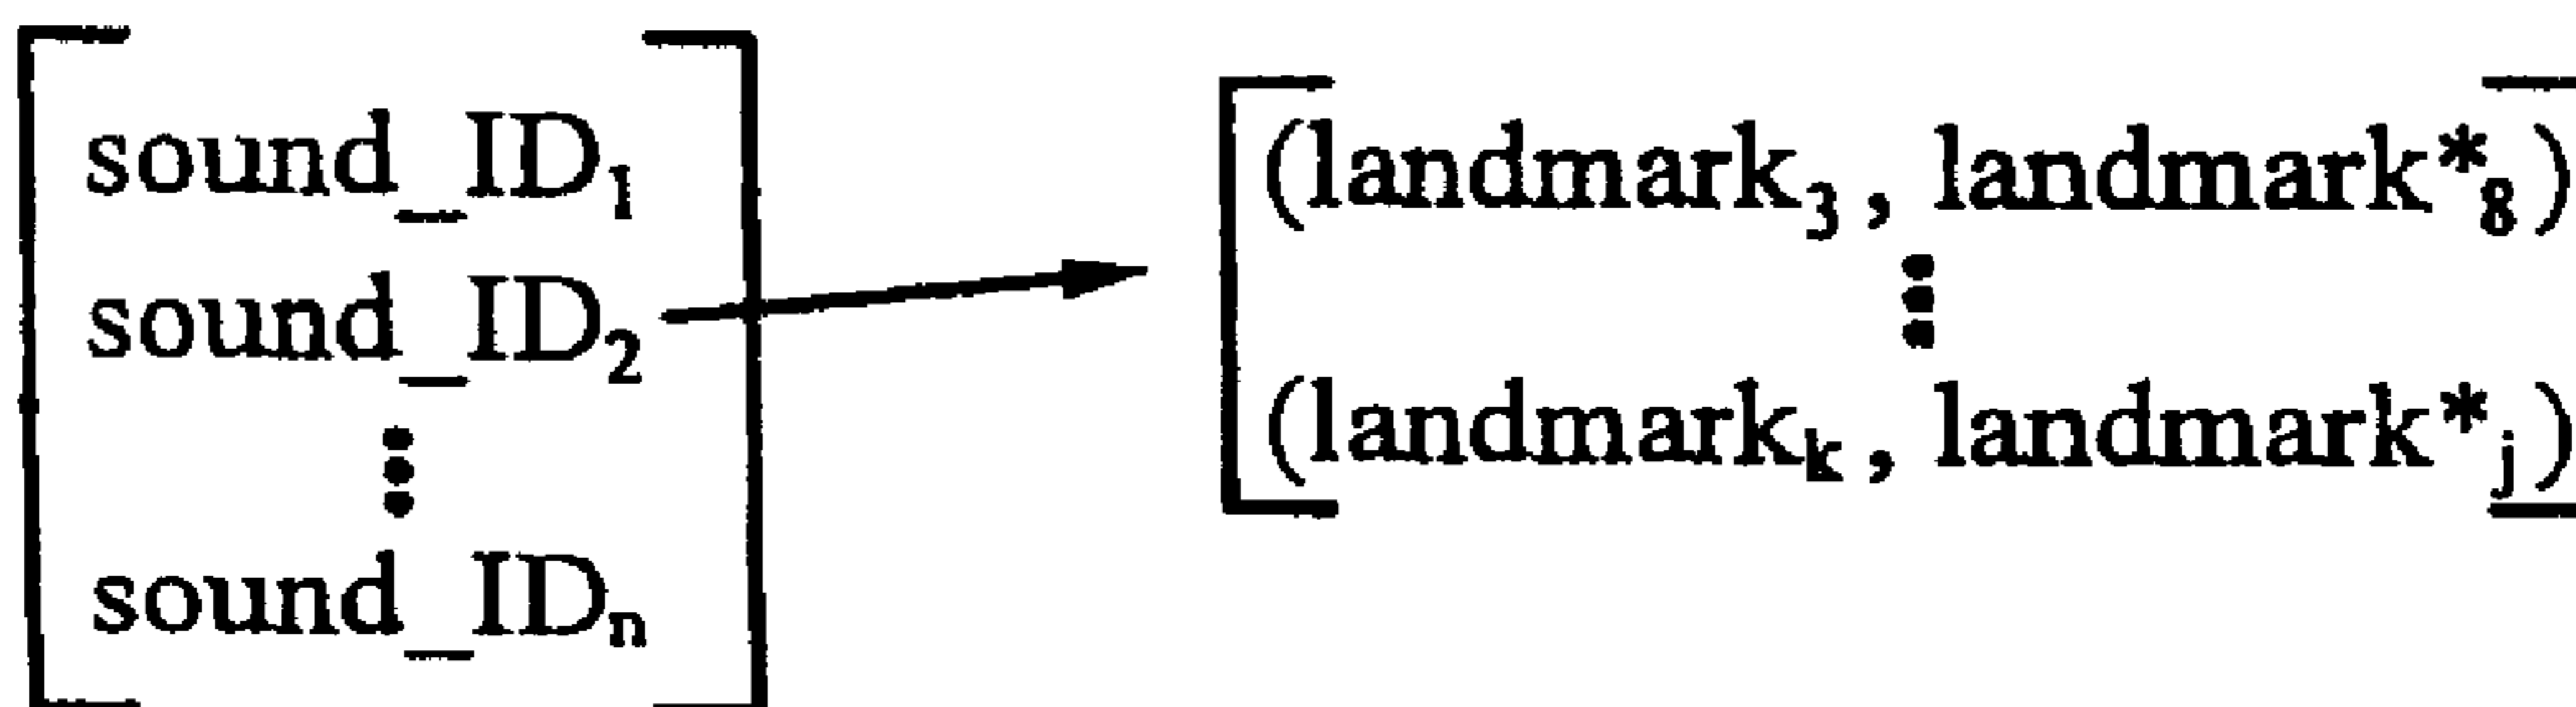 sound_ID₁
sound_ID₂
⋮
sound_IDₙ
(landmark₃, landmark*₈)
⋮
(landmarkₖ, landmark*ⱼ)